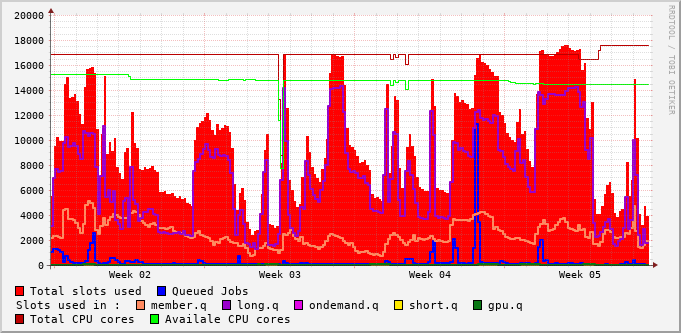 RRDTOOL / TOBI OETIKER
20000
18000
16000
14000
12000
10000
8000
6000
4000
2000
0
Week 02 Week 03 Week 04 Week 05
Total slots used Queued Jobs
Slots used in : member.q long.q ondemand.q short.q gpu.q
Total CPU cores Availale CPU cores